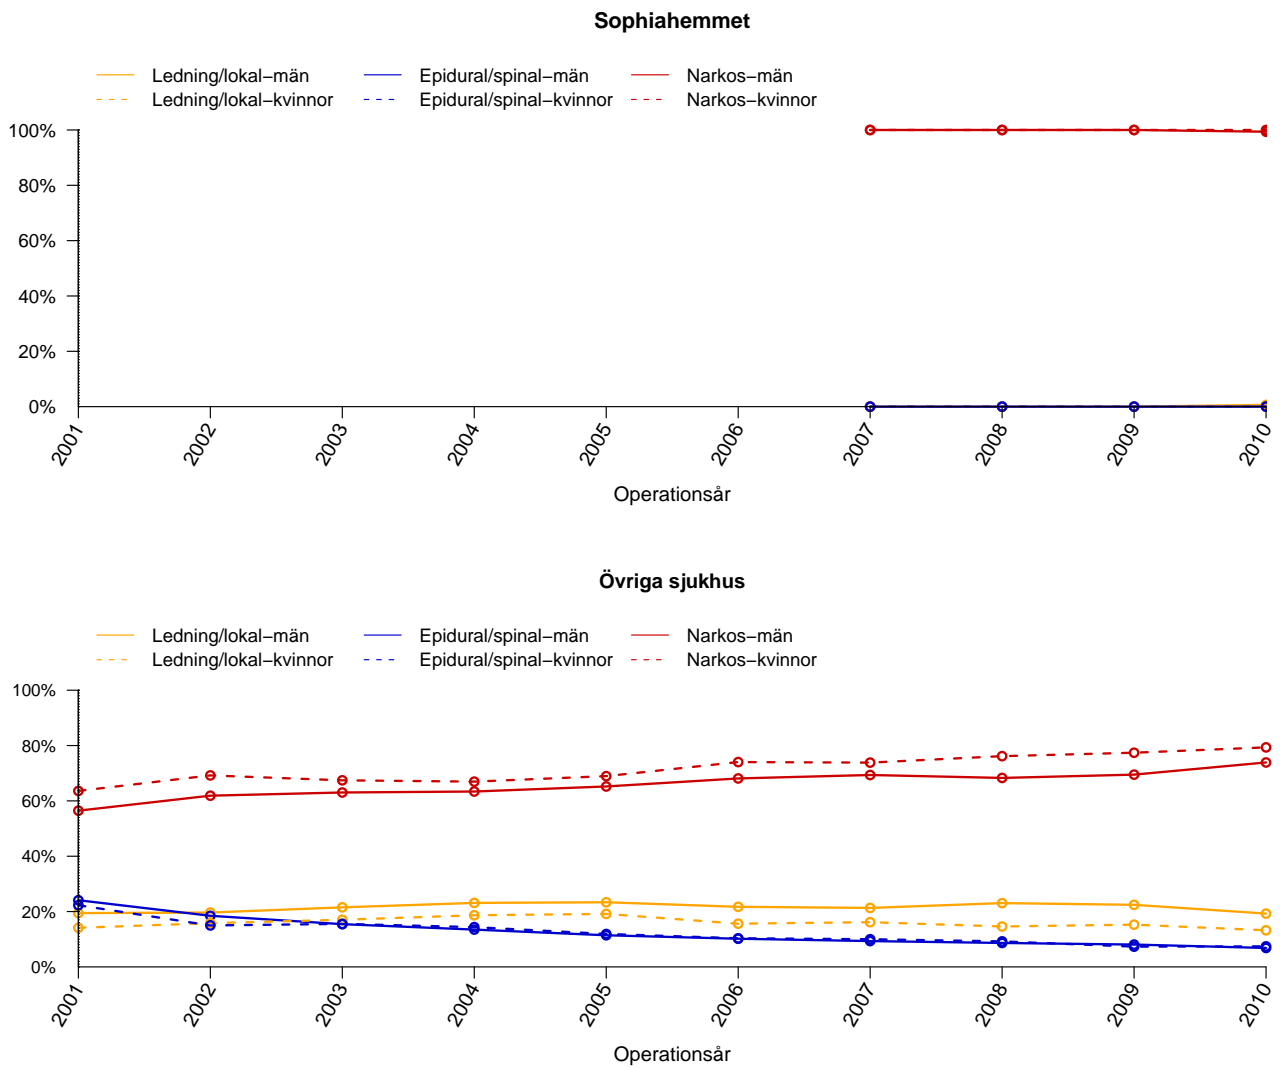 Sophiahemmet
Ledning/lokal−män Epidural/spinal−män Narkos−män
Ledning/lokal−kvinnor Epidural/spinal−kvinnor Narkos−kvinnor
100%
80%
60%
40%
20%
0%
2001 2002 2003 2004 2005 2006 2007 2008 2009 2010
Operationsår
Övriga sjukhus
Ledning/lokal−män Epidural/spinal−män Narkos−män
Ledning/lokal−kvinnor Epidural/spinal−kvinnor Narkos−kvinnor
100%
80%
60%
40%
20%
0%
2001 2002 2003 2004 2005 2006 2007 2008 2009 2010
Operationsår